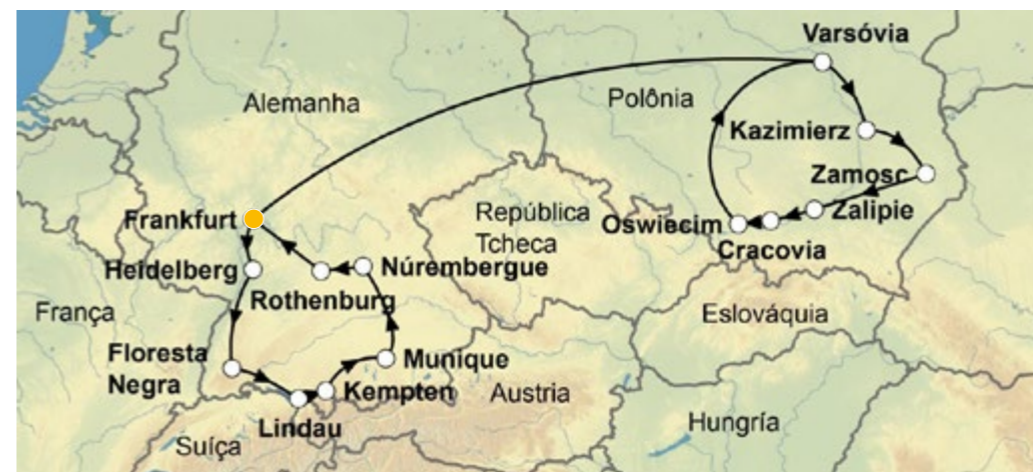 Varsóvia
Alemanha
Polônia
Kazimierz
Zamosc
República
Tcheca
Frankfurt
Oswiecim
Zalipie
Cracovia
Heidelberg
Núrembergue
Rothenburg
França
Eslováquia
Floresta
Negra
Munique
Kempten
Austria
Lindau
Hungría
Suíça